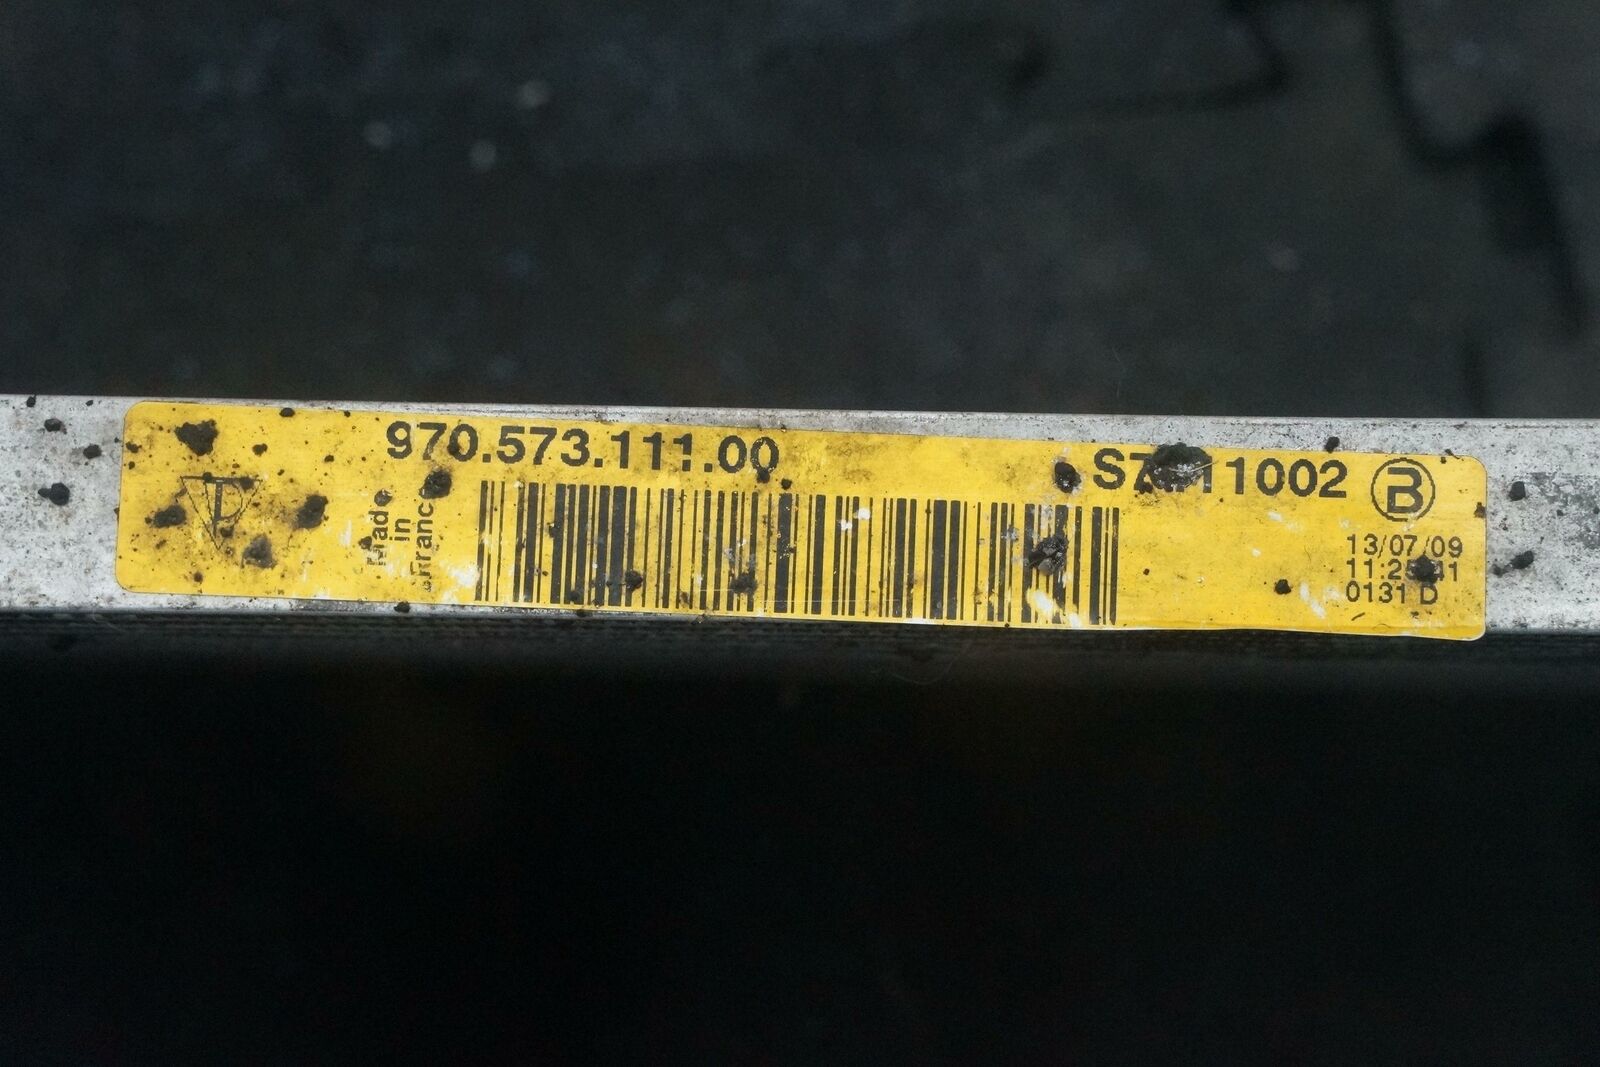 970.573.111.00
Made
in
France
B
13/07/09
0131 D